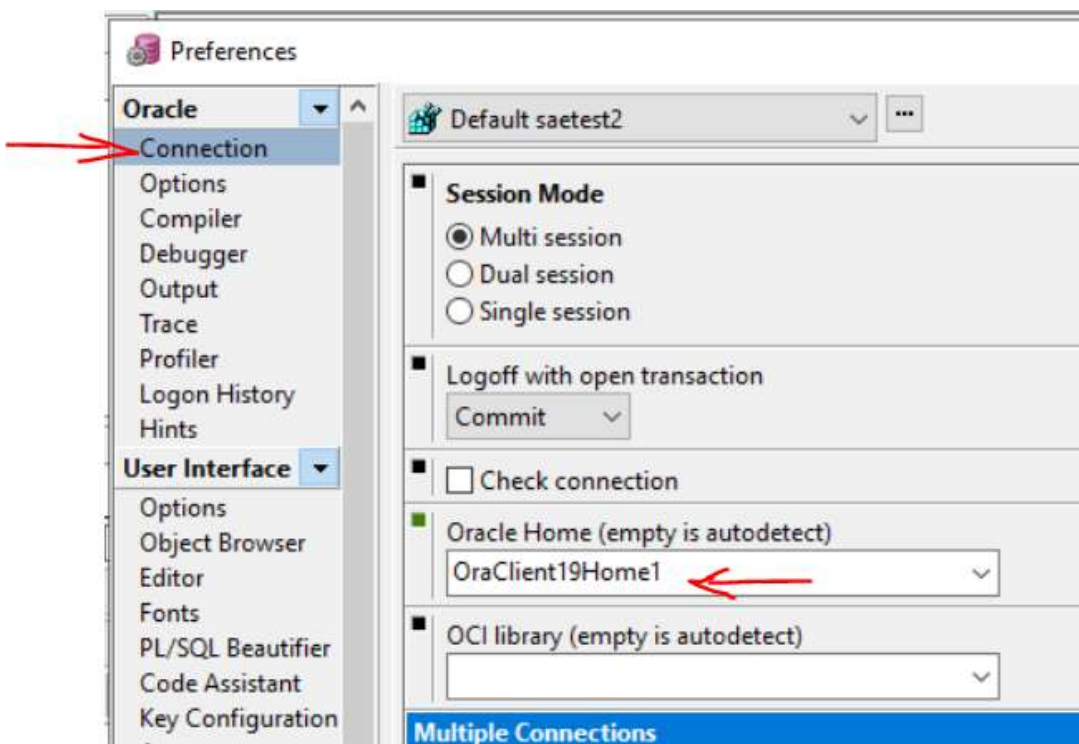 Preferences
Oracle
Connection
Options
Compiler
Debugger
Output
Trace
Profiler
Logon History
Hints
User Interface
Options
Object Browser
Editor
Fonts
PL/SQL Beautifier
Code Assistant
Key Configuration
Default saetest2
...
Session Mode
Multi session
Dual session
Single session
Logoff with open transaction
Commit
Check connection
Oracle Home (empty is autodetect)
OraClient19Home1
OCI library (empty is autodetect)
Multiple Connections